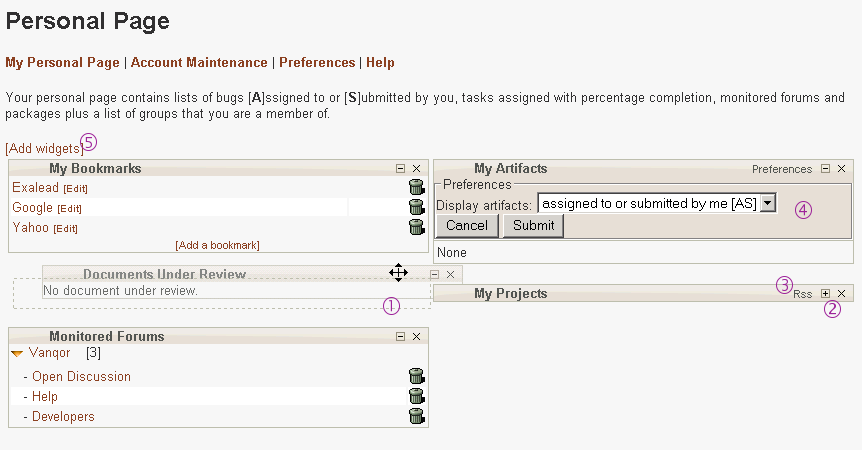 Personal Page
My Personal Page | Account Maintenance | Preferences | Help
Your personal page contains lists of bugs [A]ssigned to or [S]ubmitted by you, tasks assigned with percentage completion, monitored forums and
packages plus a list of groups that you are a member of.
[Add widgets] ⑤
My Bookmarks
Exalead [Edit]
Google [Edit]
Yahoo [Edit]
[Add a bookmark]
Documents Under Review
No document under review.
①
Monitored Forums
Vanqor [3]
- Open Discussion
- Help
- Developers
My Artifacts Preferences
Preferences
Display artifacts: assigned to or submitted by me [AS]
④
Cancel Submit
None
③
My Projects Rss
②